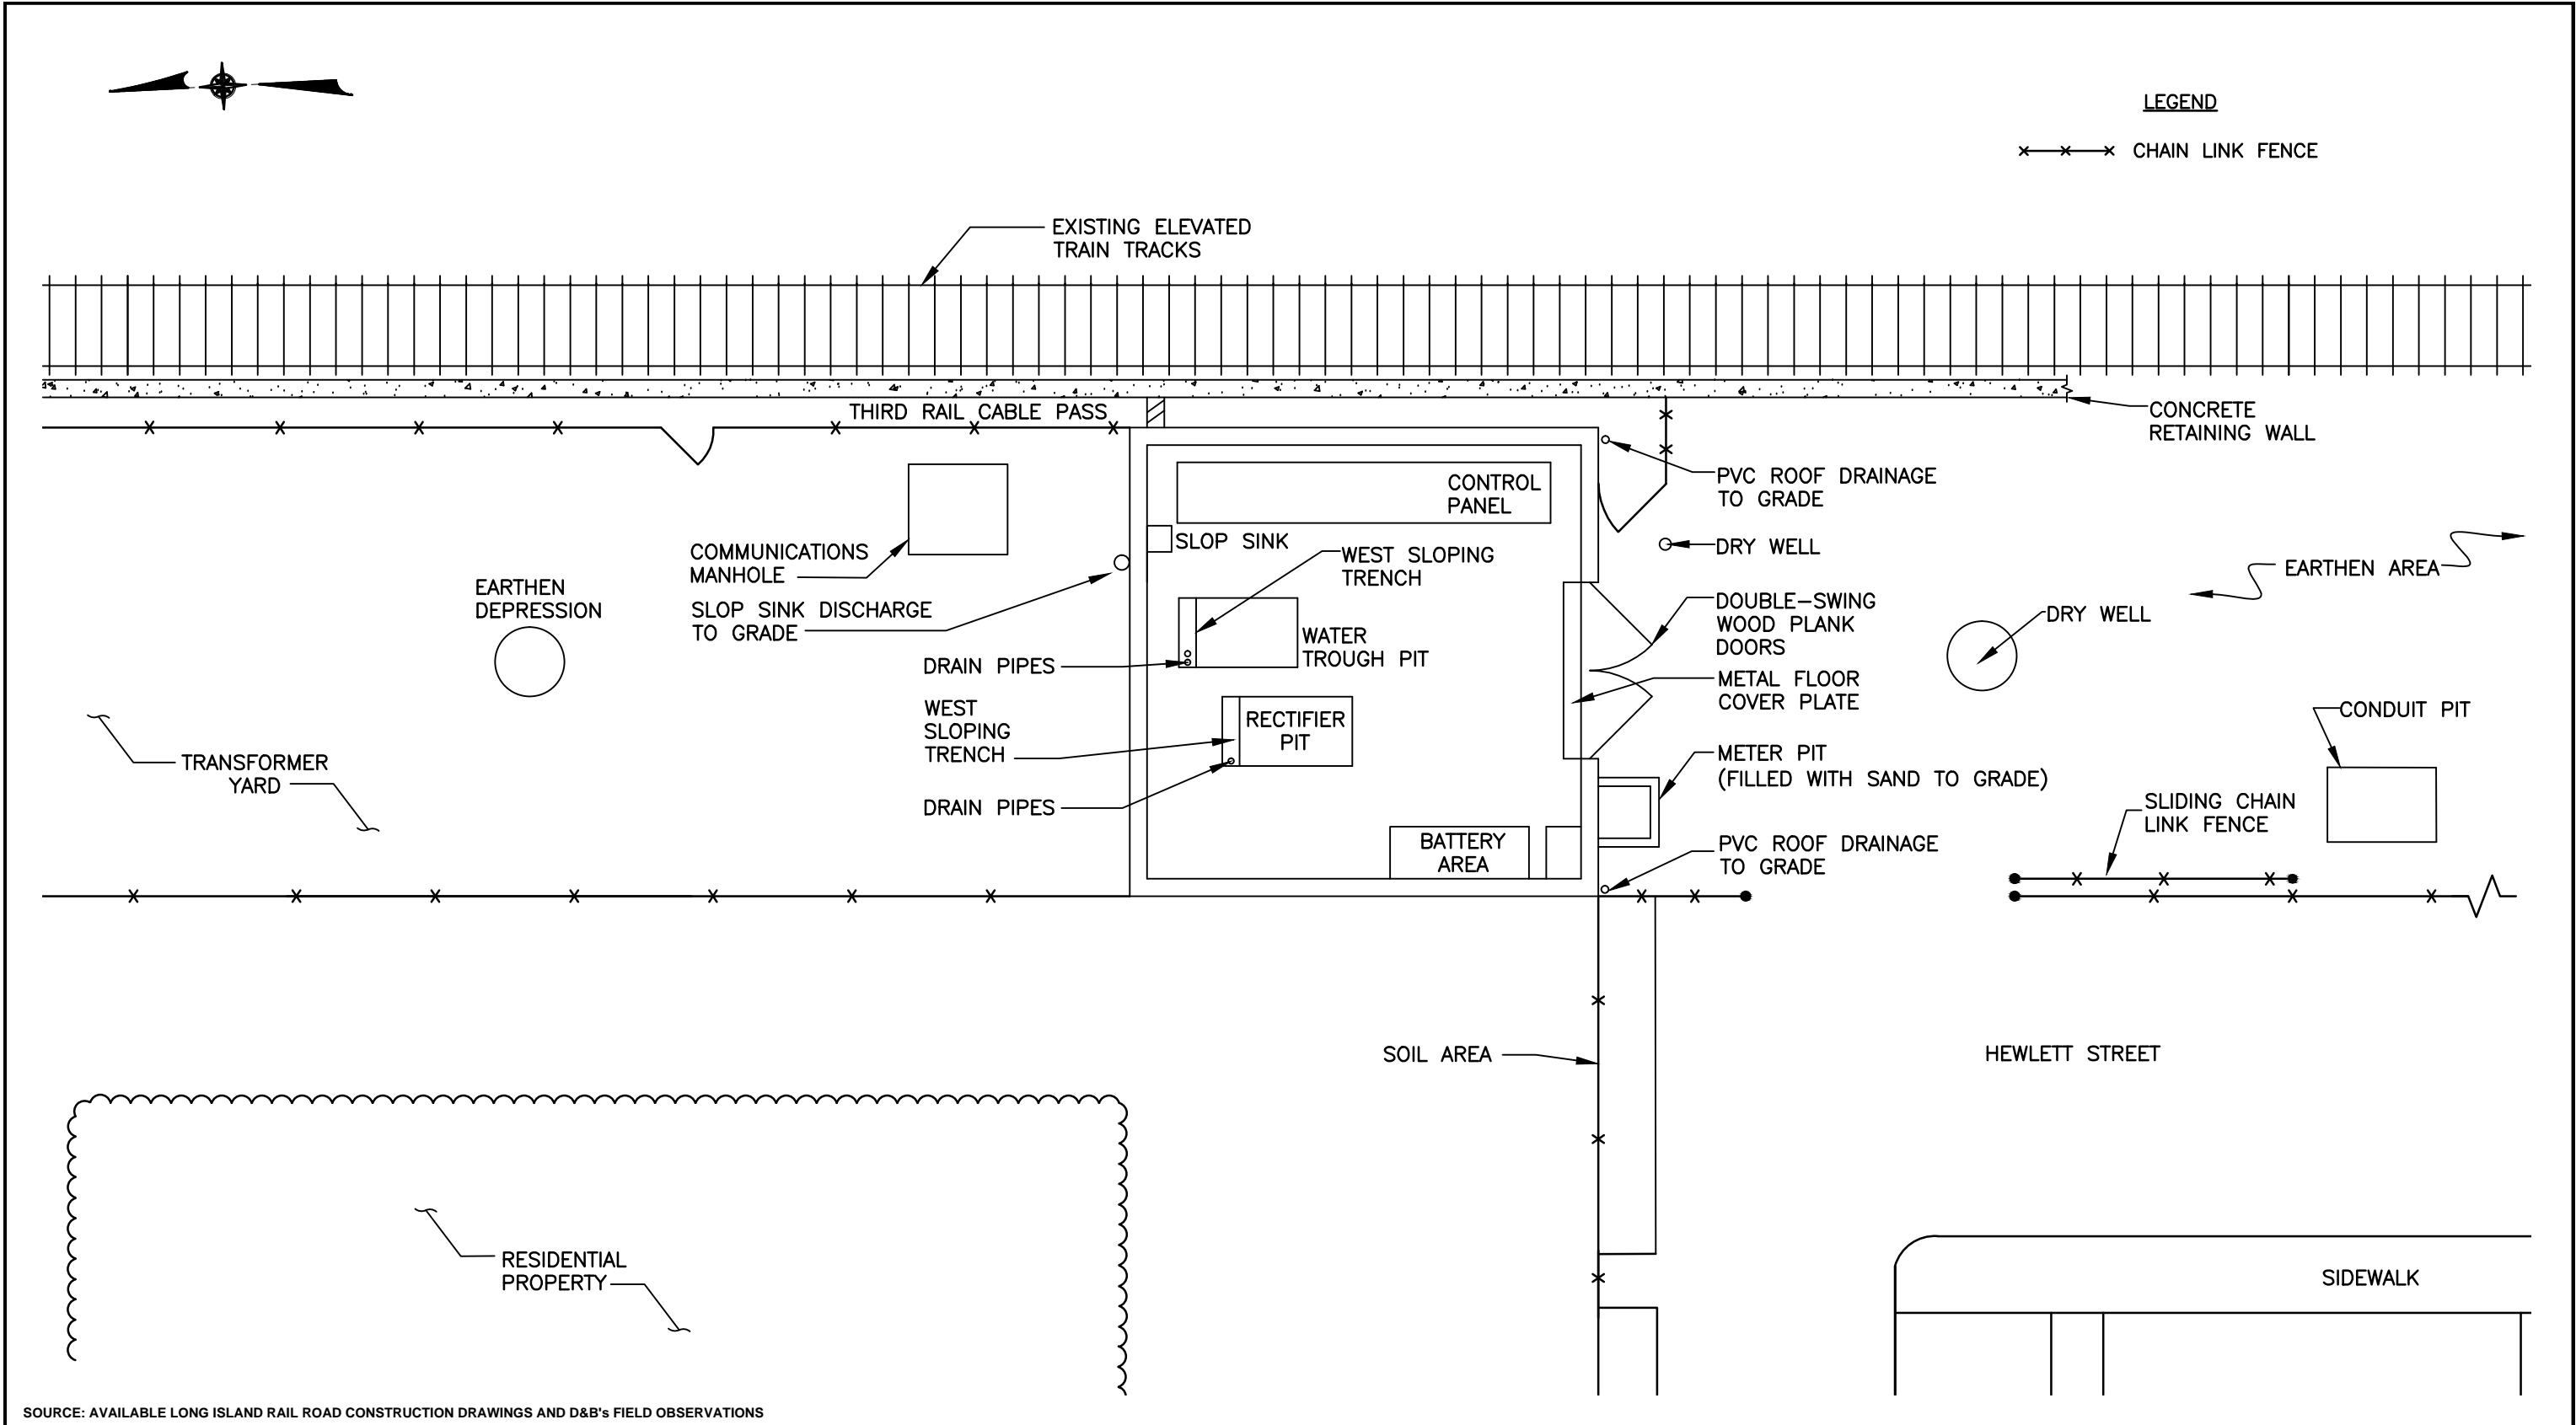 LEGEND
CHAIN LINK FENCE
EXISTING ELEVATED
TRAIN TRACKS
THIRD RAIL CABLE PASS
CONCRETE
RETAINING WALL
CONTROL
PANEL
PVC ROOF DRAINAGE
TO GRADE
COMMUNICATIONS
MANHOLE
SLOP SINK
WEST SLOPING
TRENCH
DRY WELL
EARTHEN AREA
EARTHEN
DEPRESSION
SLOP SINK DISCHARGE
TO GRADE
DOUBLE-SWING
WOOD PLANK
DOORS
DRY WELL
WATER
TROUGH PIT
DRAIN PIPES
METAL FLOOR
COVER PLATE
WEST
SLOPING
TRENCH
RECTIFIER
PIT
CONDUIT PIT
TRANSFORMER
YARD
METER PIT
(FILLED WITH SAND TO GRADE)
DRAIN PIPES
SLIDING CHAIN
LINK FENCE
BATTERY
AREA
PVC ROOF DRAINAGE
TO GRADE
SOIL AREA
HEWLETT STREET
RESIDENTIAL
PROPERTY
SIDEWALK
SOURCE: AVAILABLE LONG ISLAND RAIL ROAD CONSTRUCTION DRAWINGS AND D&B's FIELD OBSERVATIONS